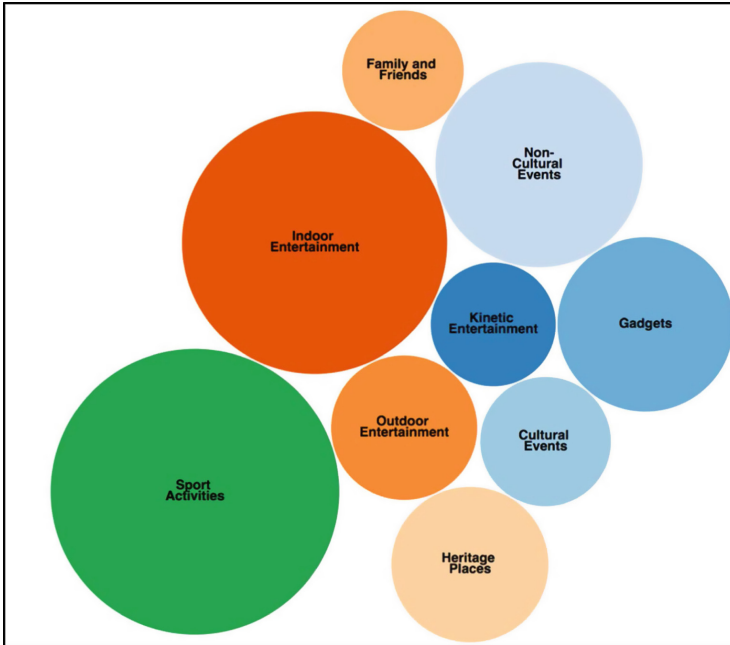 Family and
Friends
Non-
Cultural
Events
Indoor
Entertainment
Kinetic
Entertainment
Gadgets
Outdoor
Entertainment
Cultural
Events
Sport
Activities
Heritage
Places